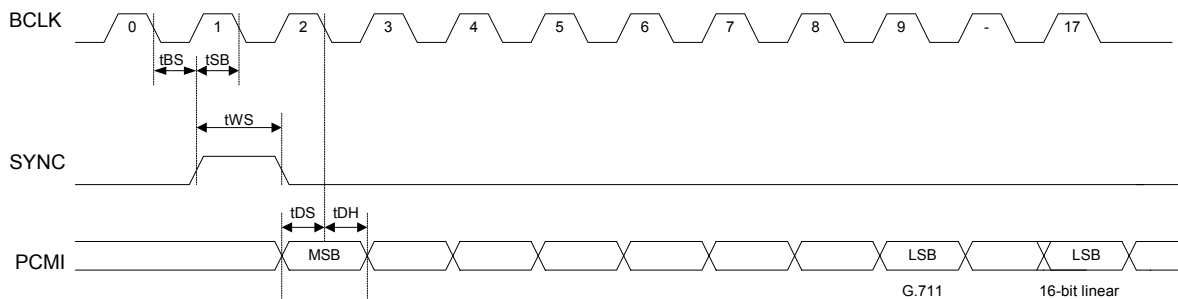 BCLK 0 1 2 3 4 5 6 7 8 9 - 17
tBS tSB
tWS
SYNC
tDS tDH
PCMI MSB LSB LSB
G.711 16-bit linear